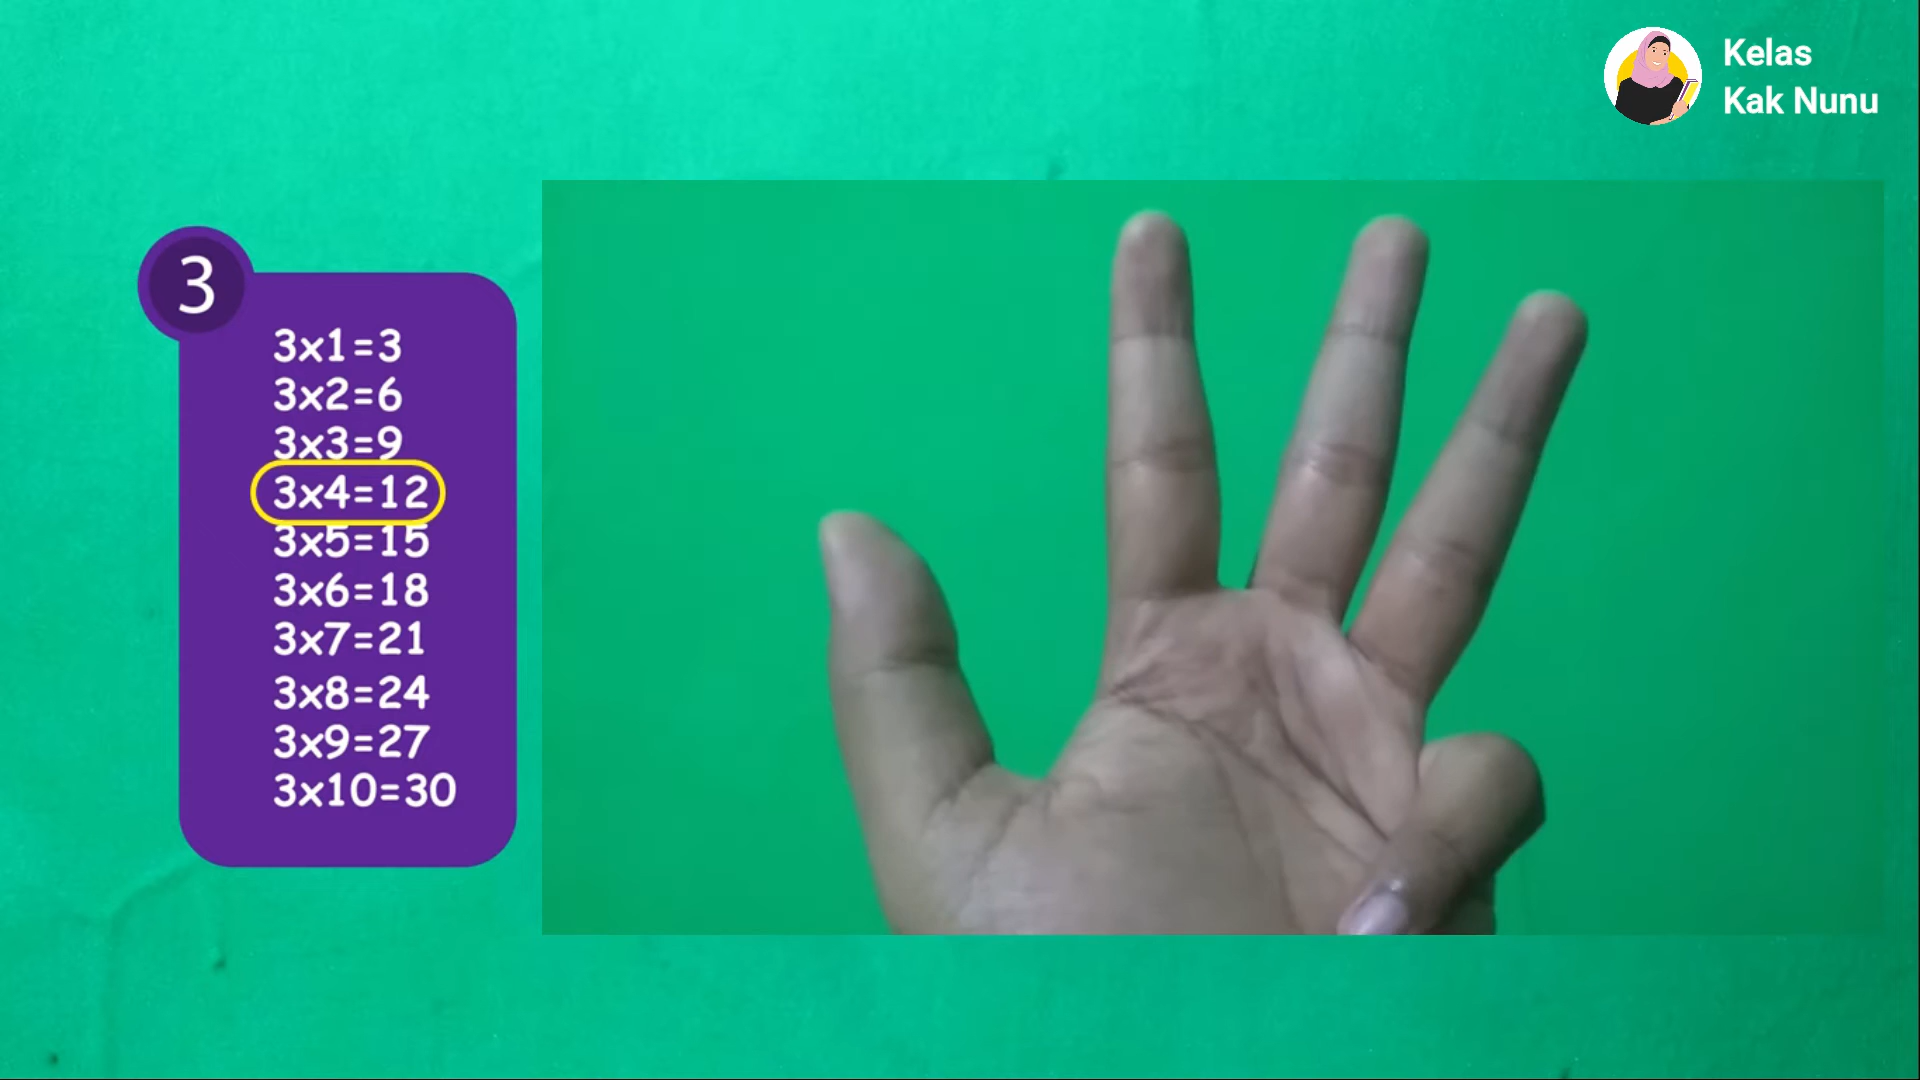 Kelas
Kak Nunu
3
3x1=3
3x2=6
3x3=9
3x4=12
3x5=15
3x6=18
3x7=21
3x8=24
3x9=27
3x10=30